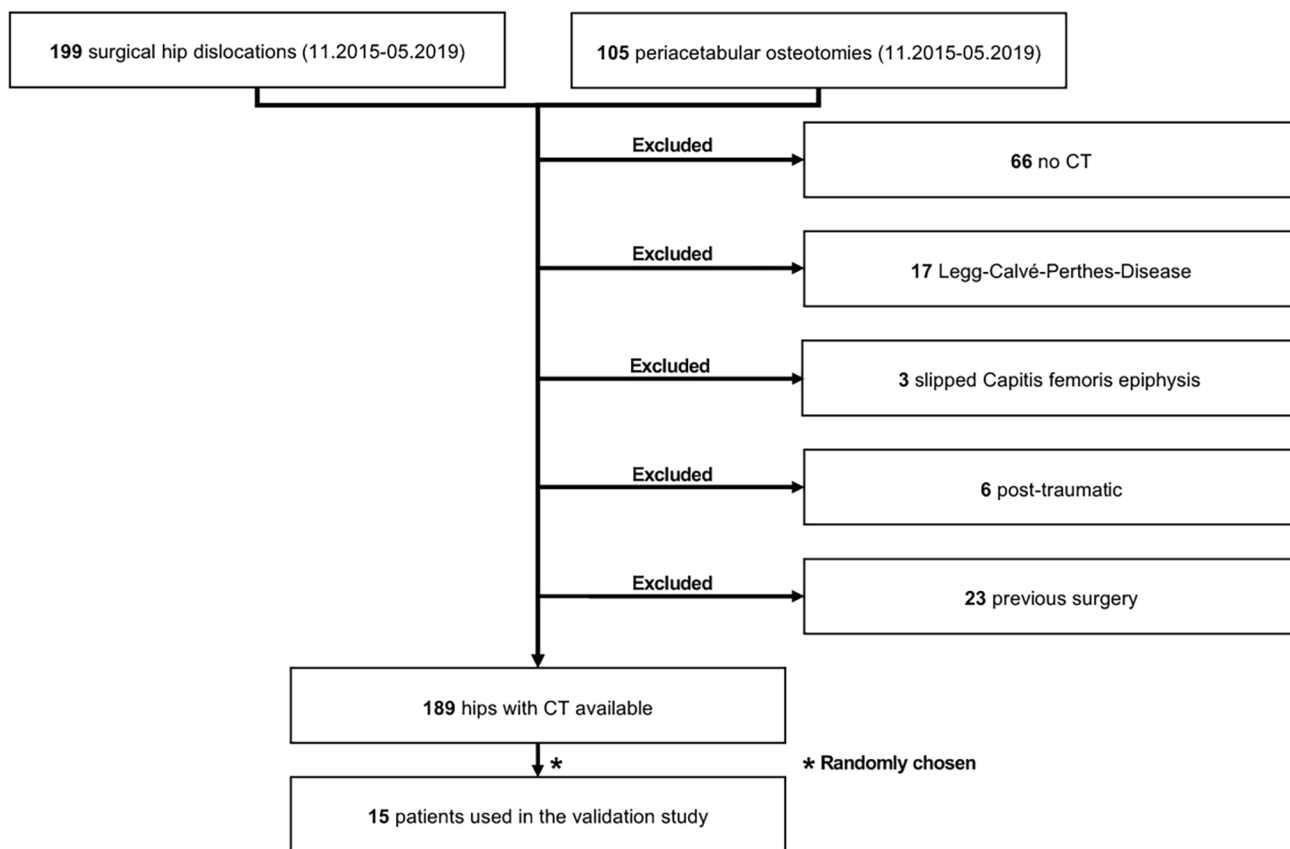 199 surgical hip dislocations (11.2015-05.2019)
105 periacetabular osteotomies (11.2015-05.2019)
Excluded
66 no CT
Excluded
17 Legg-Calvé-Perthes-Disease
Excluded
3 slipped Capitis femoris epiphysis
Excluded
6 post-traumatic
Excluded
23 previous surgery
189 hips with CT available
*
* Randomly chosen
15 patients used in the validation study